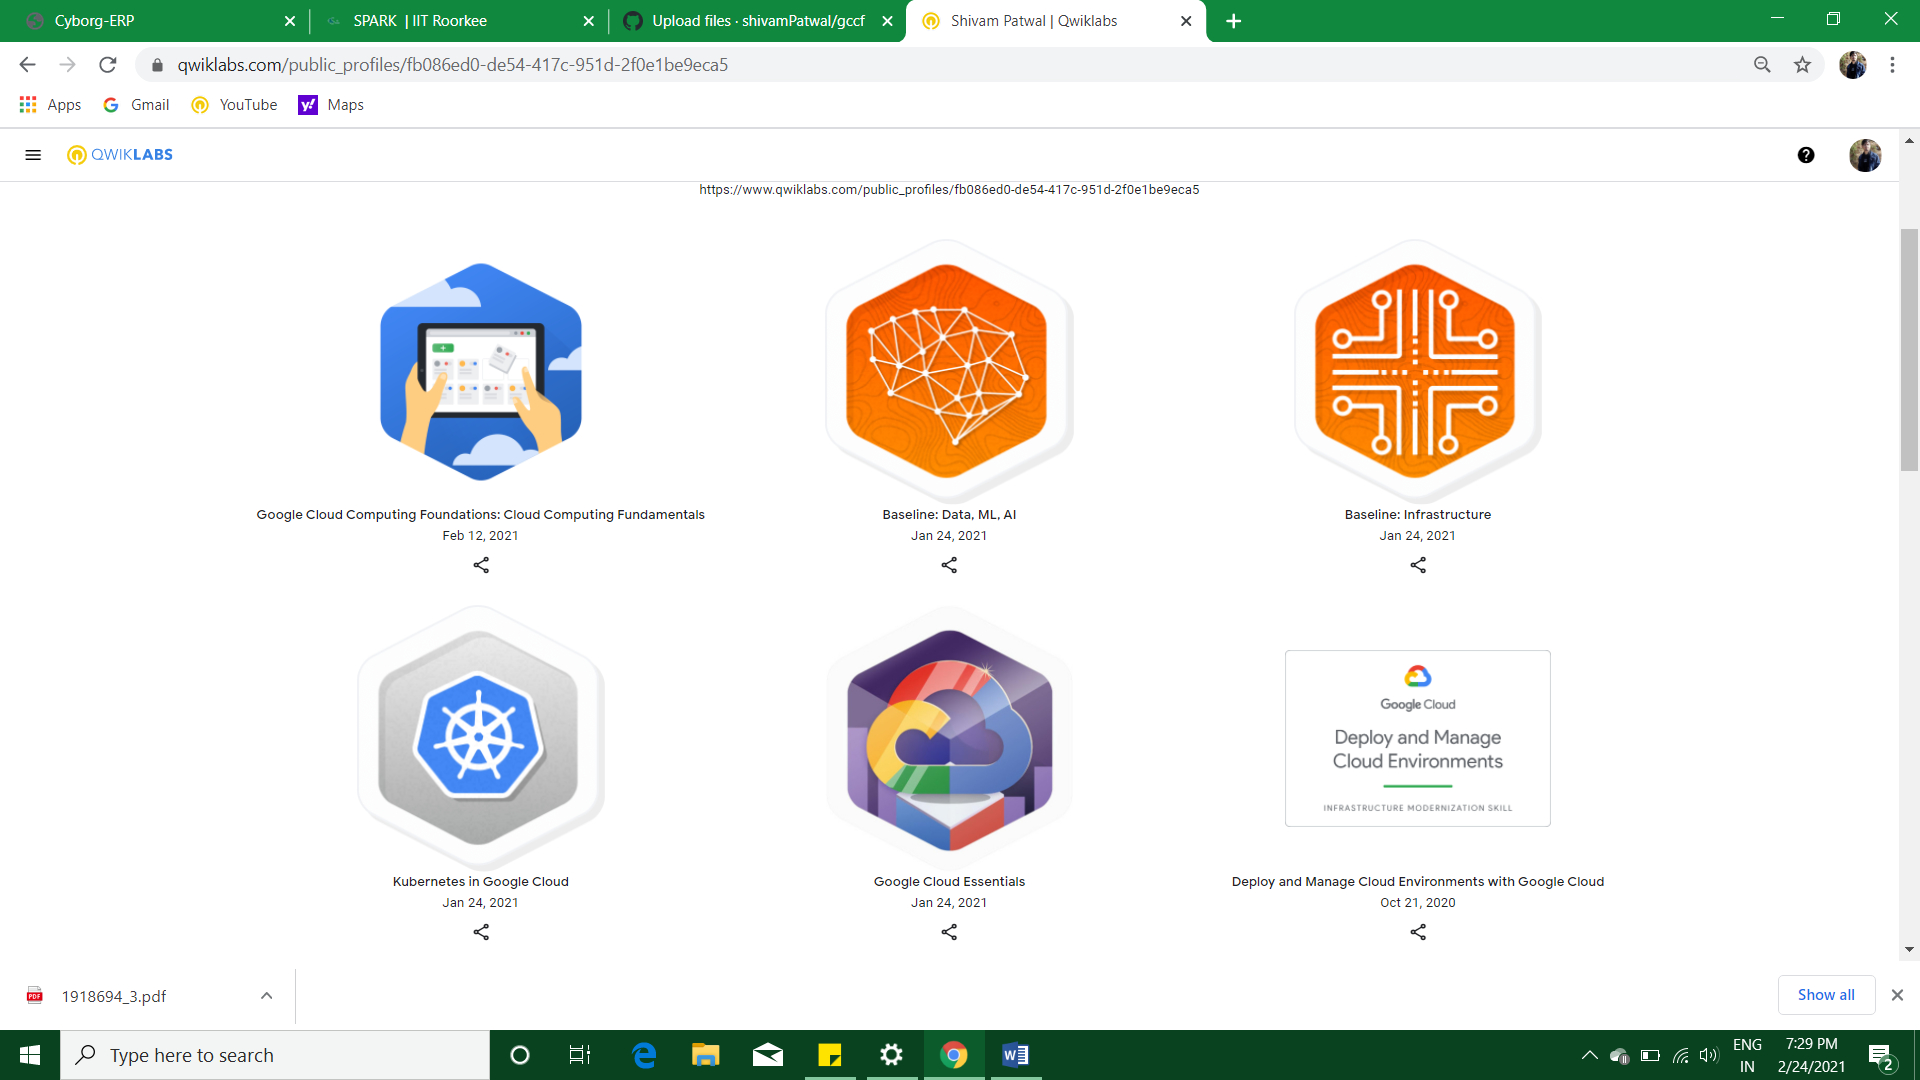 Cyborg-ERP
SPARK | IIT Roorkee
Upload files · shivamPatwal/gccf
Shivam Patwal | Qwiklabs
qwiklabs.com/public_profiles/fb086ed0-de54-417c-951d-2f0e1be9eca5
Apps
Gmail
YouTube
Maps
QWIKLABS
https://www.qwiklabs.com/public_profiles/fb086ed0-de54-417c-951d-2f0e1be9eca5
Google Cloud Computing Foundations: Cloud Computing Fundamentals
Feb 12, 2021
Baseline: Data, ML, AI
Jan 24, 2021
Baseline: Infrastructure
Jan 24, 2021
Google Cloud
Deploy and Manage
Cloud Environments
INFRASTRUCTURE MODERNIZATION SKILL
Kubernetes in Google Cloud
Jan 24, 2021
Google Cloud Essentials
Jan 24, 2021
Deploy and Manage Cloud Environments with Google Cloud
Oct 21, 2020
PDF
1918694_3.pdf
Show all
Type here to search
ENG
IN
7:29 PM
2/24/2021
2